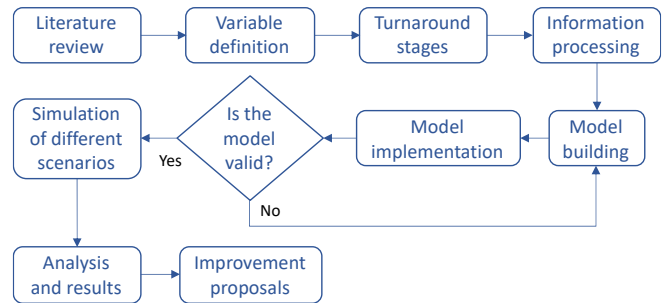 Literature
review
Variable
definition
Turnaround
stages
Information
processing
Simulation
of different
scenarios
Yes
Is the
model
valid?
No
Model
implementation
Model
building
Analysis
and results
Improvement
proposals